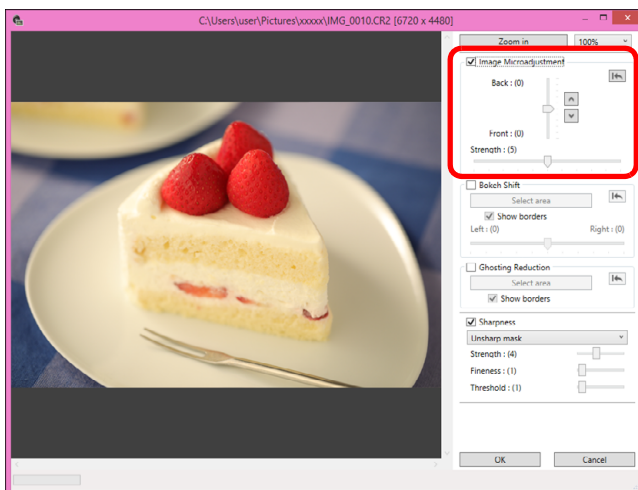 C:\Users\user\Pictures\xxxxx\IMG_0010.CR2 [6720 x 4480]
Zoom in
100%
Image Microadjustment
Back : (0)
Front : (0)
Strength : (5)
Bokeh Shift
Select area
Show borders
Left : (0) Right : (0)
Ghosting Reduction
Select area
Show borders
Sharpness
Unsharp mask
Strength : (4)
Fineness : (1)
Threshold : (1)
OK Cancel